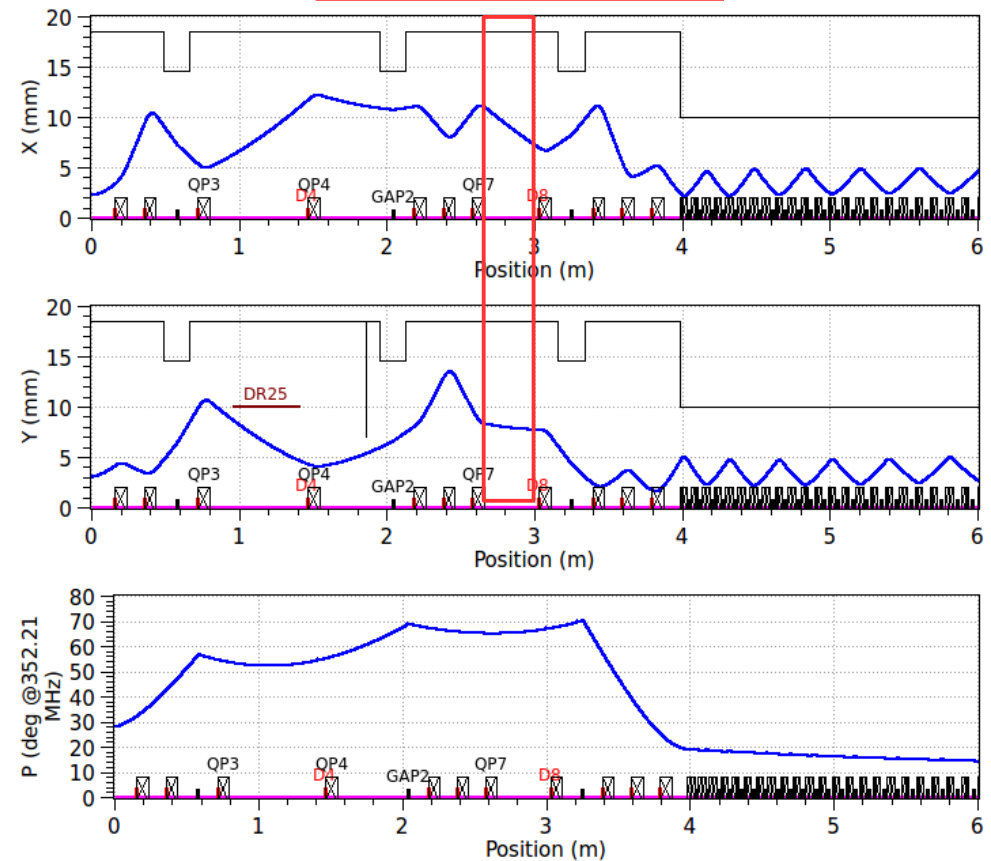 20
15
10
5
0
X (mm)
QP3
QP4
D4
GAP2
QP7
D8
0 1 2 3 4 5 6
Position (m)
20
15
10
5
0
Y (mm)
DR25
QP3
QP4
D4
GAP2
QP7
D8
0 1 2 3 4 5 6
Position (m)
80
70
60
50
40
30
20
10
0
P (deg @352.21
MHz)
QP3
QP4
D4
GAP2
QP7
D8
0 1 2 3 4 5 6
Position (m)